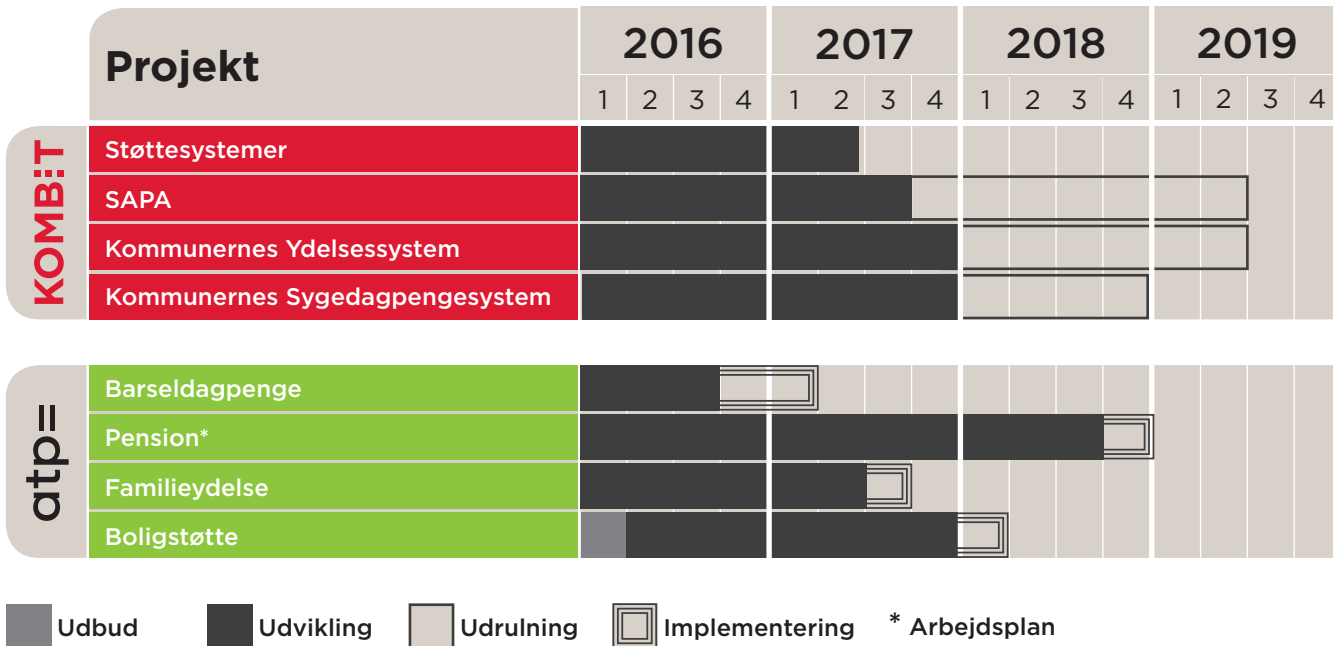 Projekt
2016 2017 2018 2019
1 2 3 4 1 2 3 4 1 2 3 4 1 2 3 4
KOMB:T
Støttesystemer
SAPA
Kommunernes Ydelsessystem
Kommunernes Sygedagpengesystem
atp=
Barseldagpenge
Pension*
Familieydelse
Boligstøtte
Udbud Udvikling Udrulning Implementering * Arbejdsplan